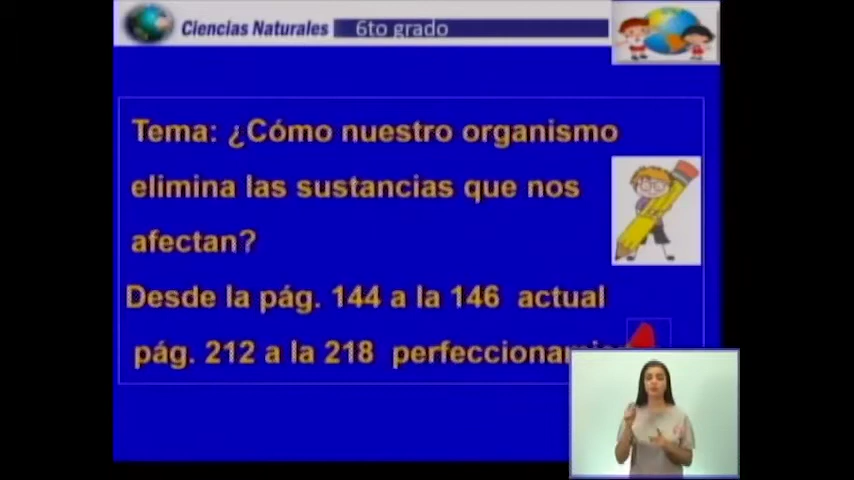 Ciencias Naturales 6to grado
Tema: ¿Cómo nuestro organismo
elimina las sustancias que nos
afectan?
Desde la pág. 144 a la 146 actual
pág. 212 a la 218